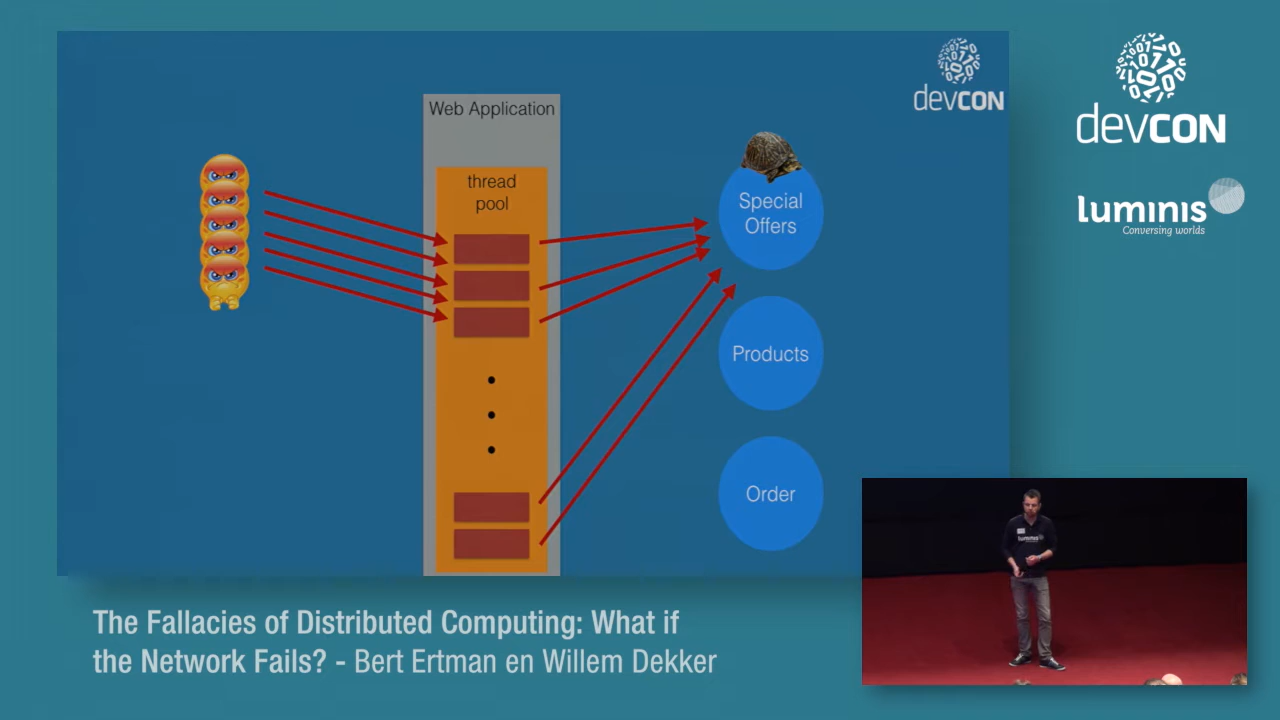 devCON
Web Application
thread
pool
Special
Offers
Products
Order
devCON
luminis
Conversing worlds
luminis
The Fallacies of Distributed Computing: What if
the Network Fails? - Bert Ertman en Willem Dekker